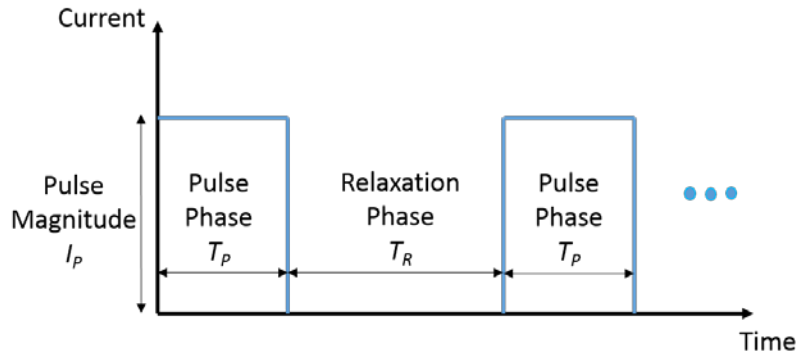 Current
Pulse
Magnitude
I_P
Pulse
Phase
T_P
Relaxation
Phase
T_R
Pulse
Phase
T_P
Time